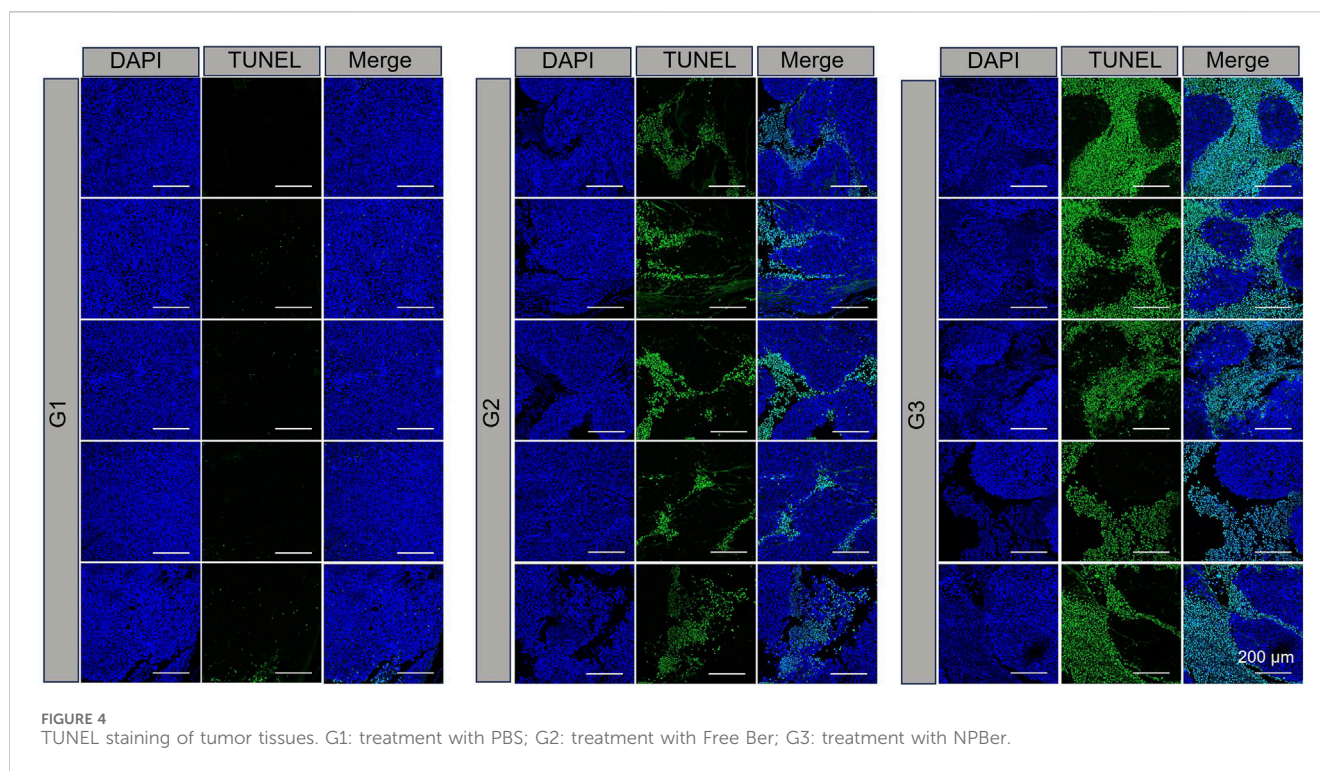 DAPI TUNEL Merge
G1
DAPI TUNEL Merge
G2
DAPI TUNEL Merge
G3
200 µm
FIGURE 4
TUNEL staining of tumor tissues. G1: treatment with PBS; G2: treatment with Free Ber; G3: treatment with NPBer.